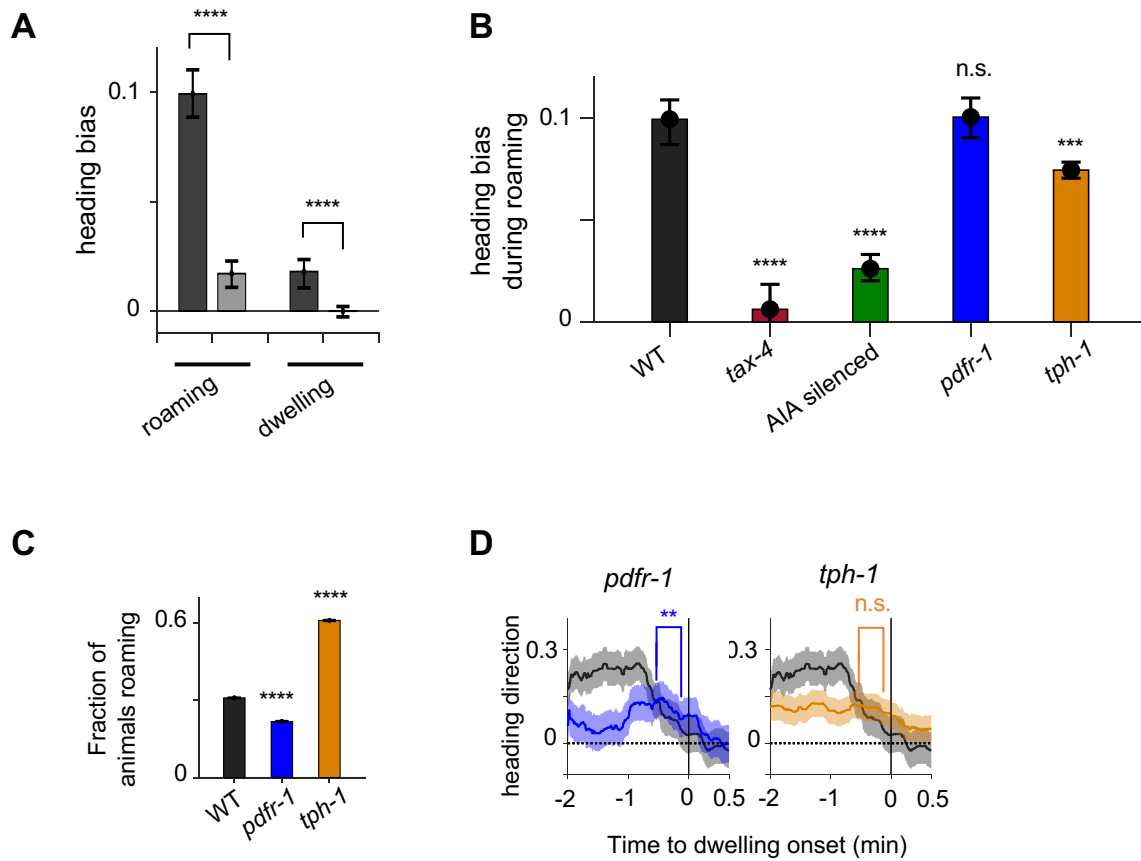 A
****
****
0.1
0
heading bias
roaming
dwelling
B
n.s.
***
****
****
0.1
0
heading bias
during roaming
WT
tax-4
AIA silenced
pdfr-1
tph-1
C
****
****
0.6
0
Fraction of
animals roaming
WT
pdfr-1
tph-1
D
pdfr-1
tph-1
**
n.s.
0.3
0
0.3
0
heading direction
-2
-1
0
0.5
-2
-1
0
0.5
Time to dwelling onset (min)